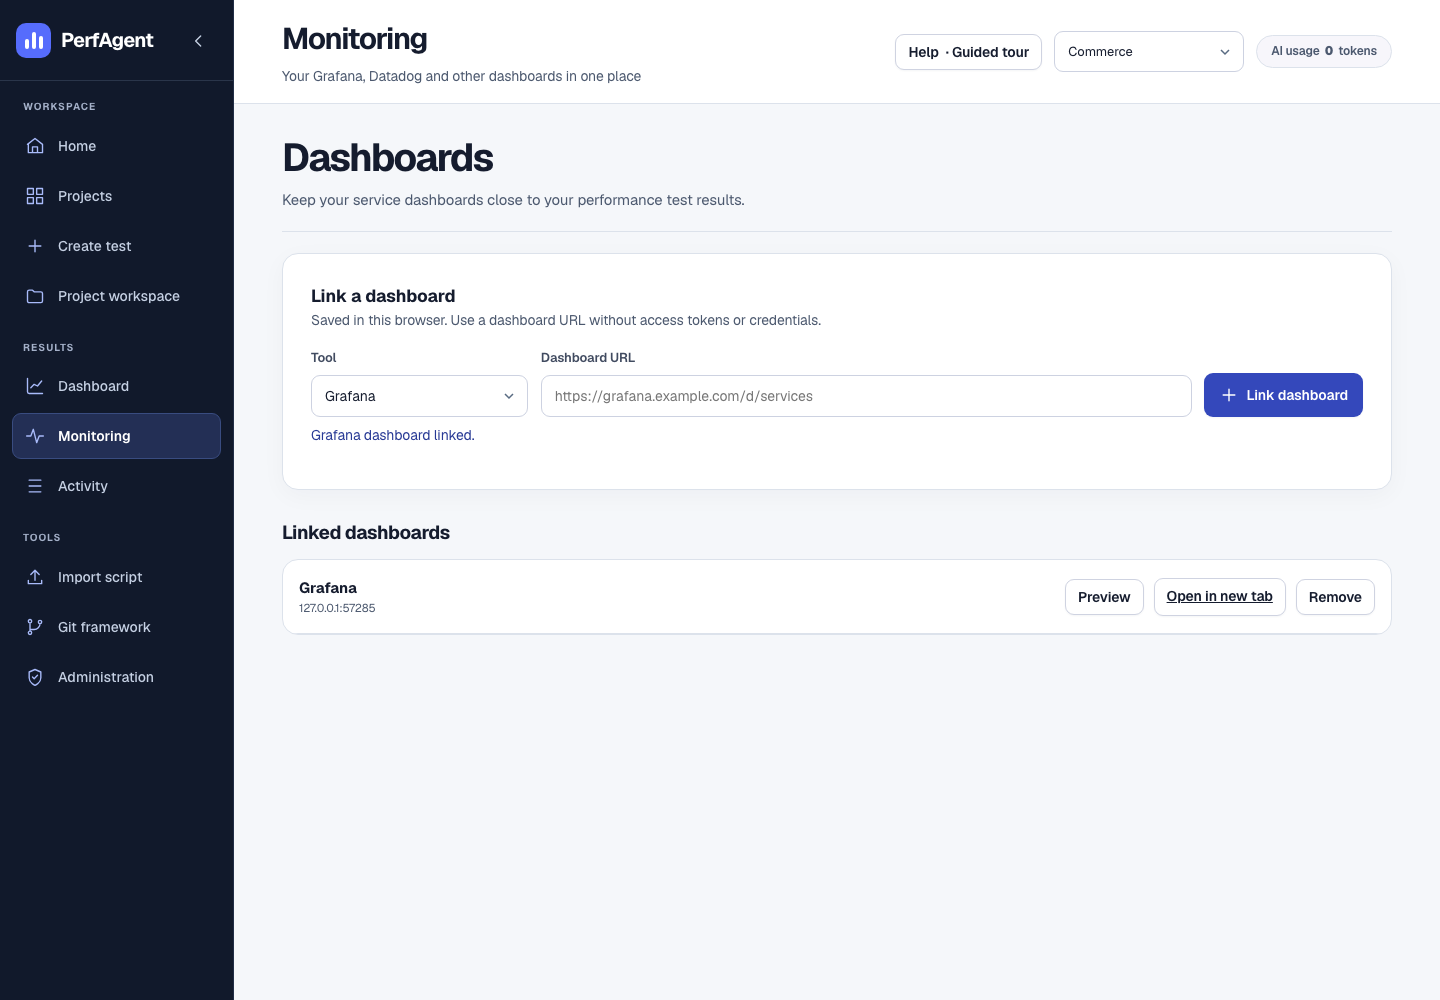 PerfAgent
WORKSPACE
Home
Projects
Create test
Project workspace
RESULTS
Dashboard
Monitoring
Activity
TOOLS
Import script
Git framework
Administration
Monitoring
Your Grafana, Datadog and other dashboards in one place
Help · Guided tour
Commerce
AI usage 0 tokens
Dashboards
Keep your service dashboards close to your performance test results.
Link a dashboard
Saved in this browser. Use a dashboard URL without access tokens or credentials.
Tool
Dashboard URL
Grafana
https://grafana.example.com/d/services
Link dashboard
Grafana dashboard linked.
Linked dashboards
Grafana
127.0.0.1:57285
Preview
Open in new tab
Remove